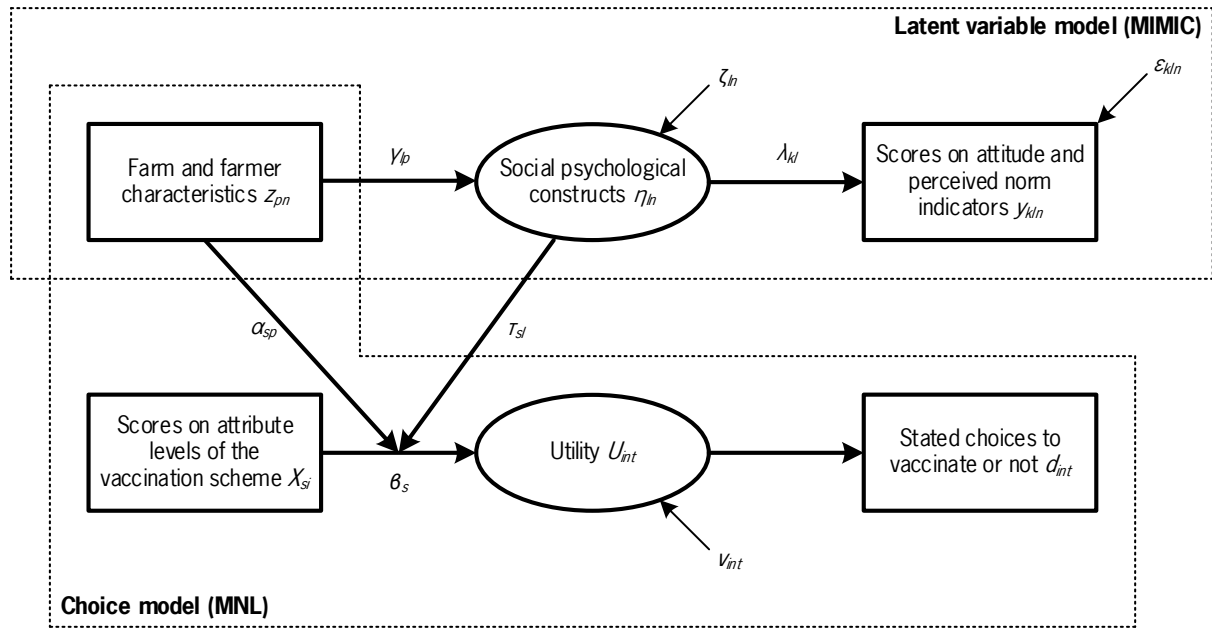 Latent variable model (MIMIC)
ζln
εkln
Farm and farmer
characteristics zpn
γlp
Social psychological
constructs ηln
λkl
Scores on attitude and
perceived norm
indicators ykln
αsp
τsl
Scores on attribute
levels of the
vaccination scheme Xsi
βs
Utility Uint
Stated choices to
vaccinate or not dint
νint
Choice model (MNL)